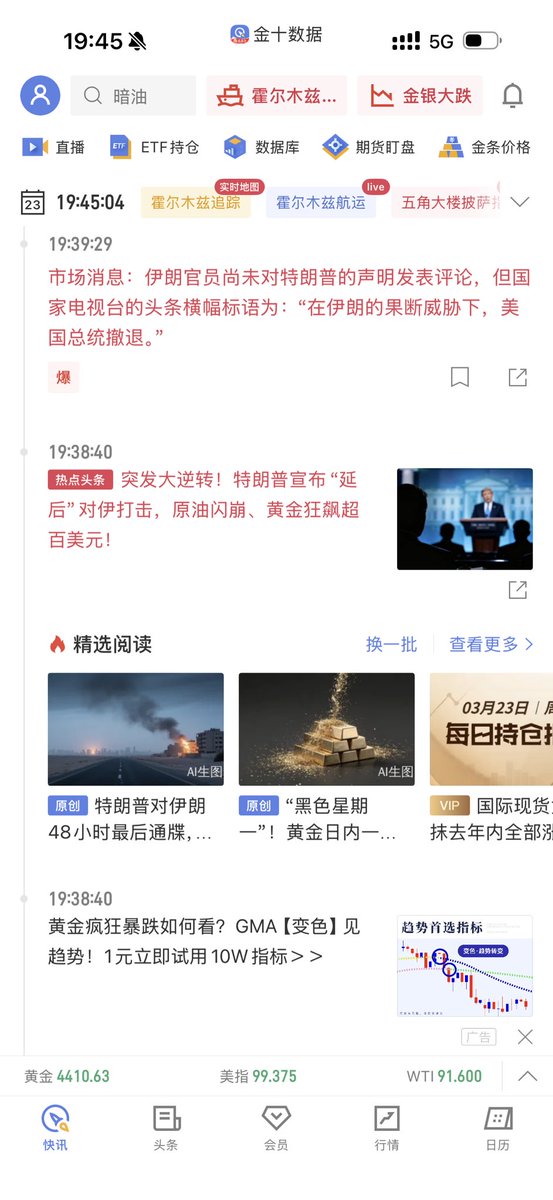 19:45
金十数据
5G
暗油
霍尔木兹...
金银大跌
直播
ETF
ETF持仓
数据库
期货盯盘
金条价格
23
19:45:04
实时地图
霍尔木兹追踪
live
霍尔木兹航运
五角大楼披萨
19:39:29
市场消息：伊朗官员尚未对特朗普的声明发表评论，但国
家电视台的头条横幅标语为：“在伊朗的果断威胁下，美
国总统撤退。”
爆
19:38:40
热点头条 突发大逆转！特朗普宣布“延
后”对伊打击，原油闪崩、黄金狂飙超
百美元！
精选阅读
换一批
查看更多
AI生图
AI生图
03月23日
每日持仓
原创 特朗普对伊朗
48小时最后通牒,...
原创 “黑色星期
一”！黄金日内一...
VIP 国际现货
抹去年内全部
19:38:40
黄金疯狂暴跌如何看？GMA【变色】见
趋势！1元立即试用10W指标＞＞
趋势首选指标
变色·趋势转变
广告
黄金 4410.63
美指 99.375
WTI 91.600
快讯
头条
会员
行情
日历